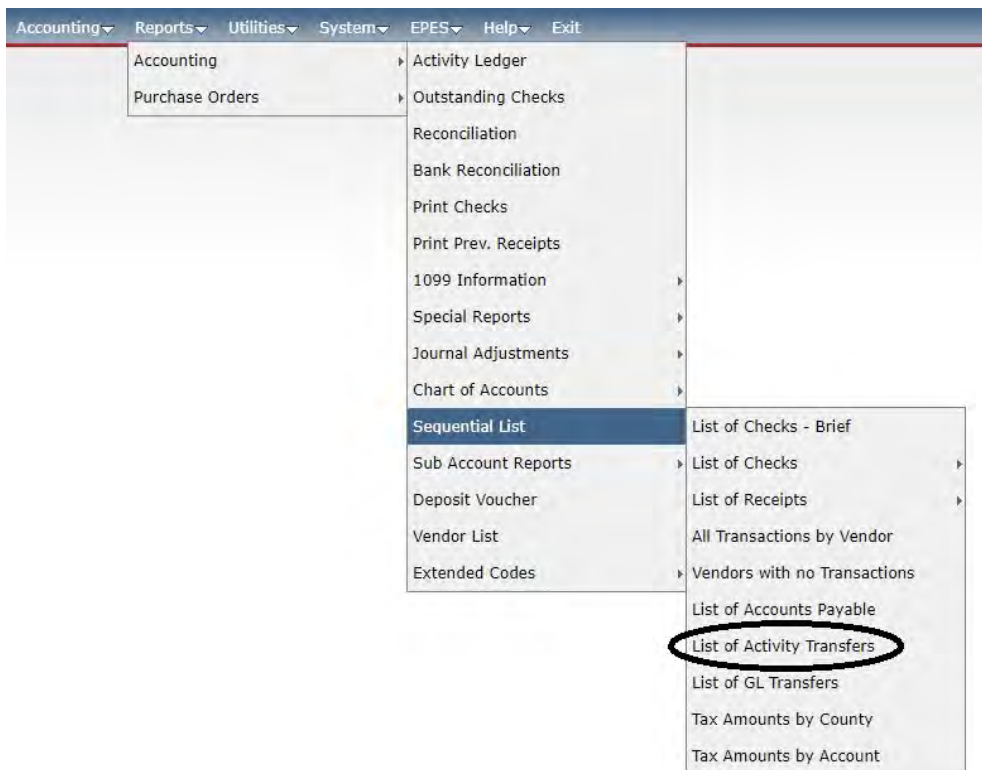 Accounting Reports Utilities System EPES Help Exit
Accounting
Purchase Orders
Activity Ledger
Outstanding Checks
Reconciliation
Bank Reconciliation
Print Checks
Print Prev. Receipts
1099 Information
Special Reports
Journal Adjustments
Chart of Accounts
Sequential List
Sub Account Reports
Deposit Voucher
Vendor List
Extended Codes
List of Checks - Brief
List of Checks
List of Receipts
All Transactions by Vendor
Vendors with no Transactions
List of Accounts Payable
List of Activity Transfers
List of GL Transfers
Tax Amounts by County
Tax Amounts by Account